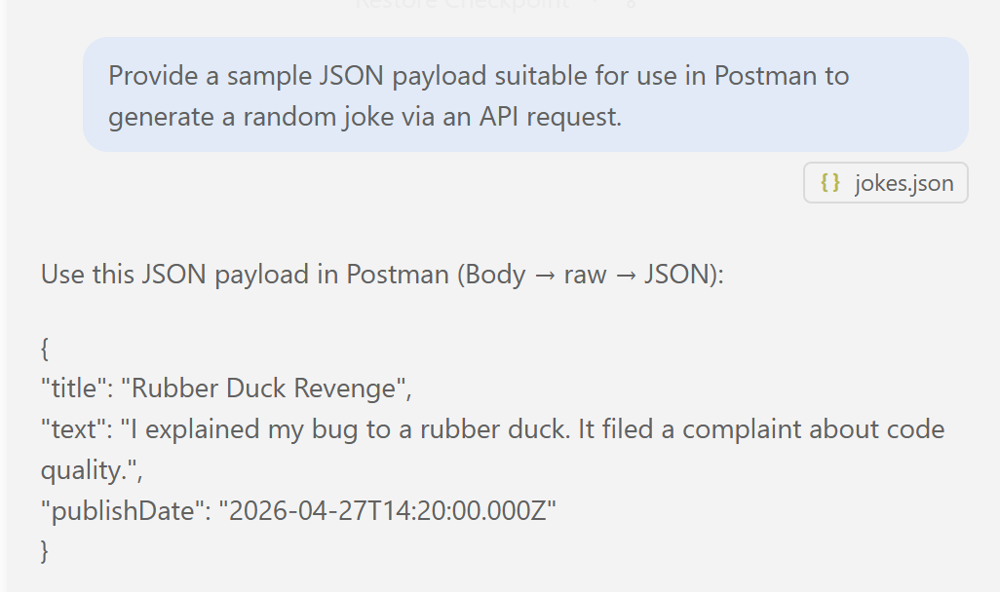 Restore Checkpoint
Provide a sample JSON payload suitable for use in Postman to
generate a random joke via an API request.
{} jokes.json
Use this JSON payload in Postman (Body → raw → JSON):
{
"title": "Rubber Duck Revenge",
"text": "I explained my bug to a rubber duck. It filed a complaint about code
quality.",
"publishDate": "2026-04-27T14:20:00.000Z"
}